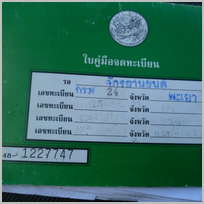 ใบคู่มือจดทะเบียน
รถ จักรยานยนต์
เลขทะเบียน กรม 24 จังหวัด พะเยา
เลขทะเบียน จังหวัด
เลขทะเบียน จังหวัด
เลขทะเบียน จังหวัด
1227747